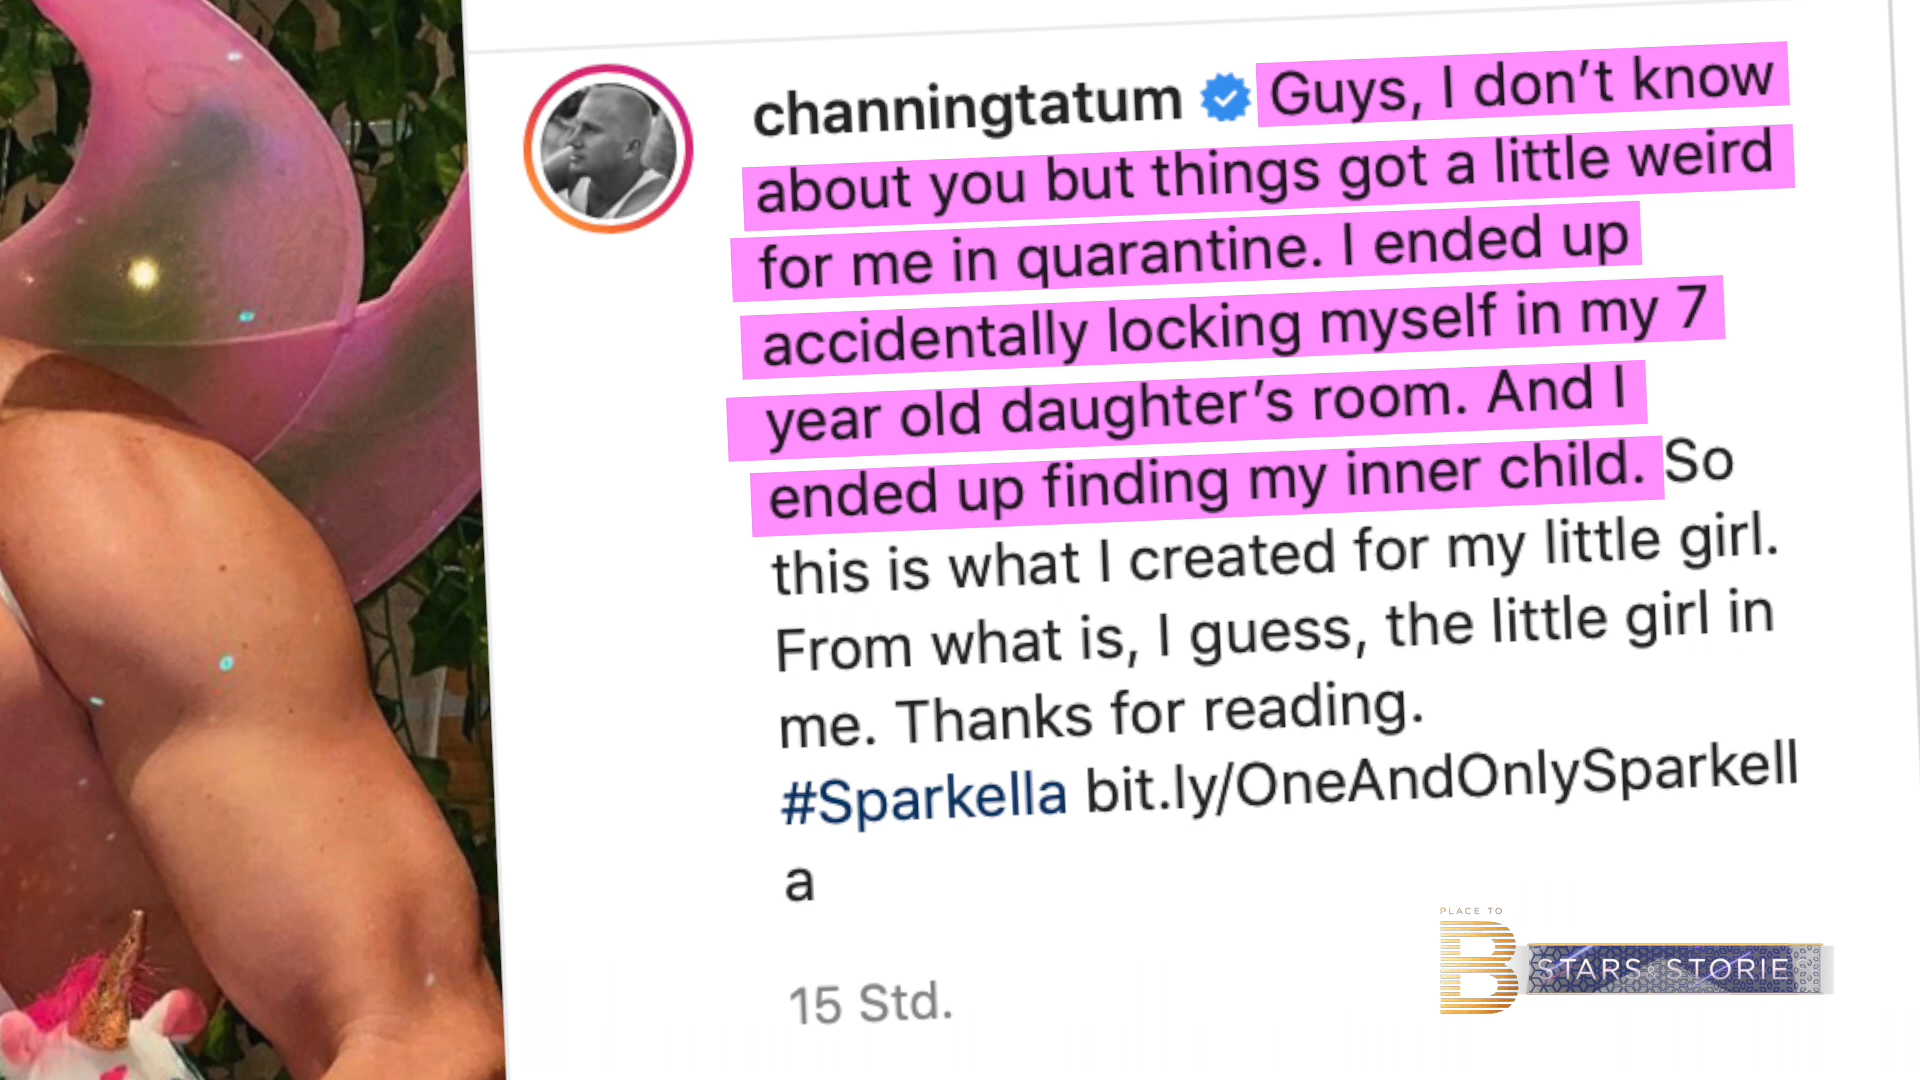 channingtatum Guys, I don't know
about you but things got a little weird
for me in quarantine. I ended up
accidentally locking myself in my 7
year old daughter's room. And I
ended up finding my inner child. So
this is what I created for my little girl.
From what is, I guess, the little girl in
me. Thanks for reading.
#Sparkella bit.ly/OneAndOnlySparkell
a
15 Std.
PLACE TO
B
STARS & STORIE